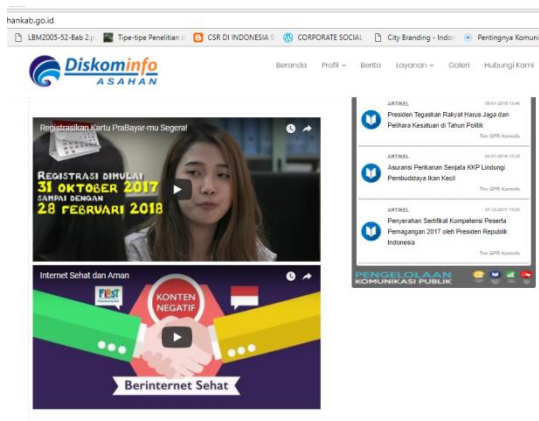 hankab.go.id
LBM2005-52-Bab 2.p
Tipe-tipe Penelitian d
CSR DI INDONESIA S
CORPORATE SOCIAL
City Branding - Indo
Pentingnya Komuni
Diskominfo
ASAHAN
Beranda Profil Berita Layanan Galeri Hubungi Kami
Registrasikan Kartu PraBayar-mu Segera!
REGISTRASI DIMULAI
31 OKTOBER 2017
SAMPAI DENGAN
28 FEBRUARI 2018
Internet Sehat dan Aman
FIRST
KONTEN
NEGATIF
Berinternet Sehat
ARTIKEL
Presiden Tegaskan Rakyat Harus Jaga dan
Pelihara Kesatuan di Tahun Politik
Tim GPR Kominfo
ARTIKEL
Asuransi Perikanan Senjata KKP Lindungi
Pembudidaya Ikan Kecil
Tim GPR Kominfo
ARTIKEL
Penyerahan Sertifikat Kompetensi Peserta
Pemagangan 2017 oleh Presiden Republik
Indonesia
Tim GPR Kominfo
PENGELOLAAN
KOMUNIKASI PUBLIK